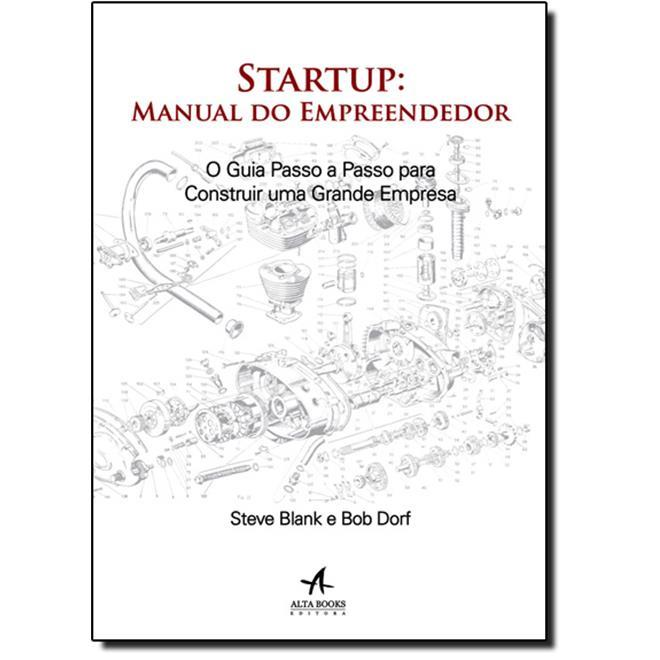 STARTUP:
MANUAL DO EMPREENDEDOR
O Guia Passo a Passo para
Construir uma Grande Empresa
Steve Blank e Bob Dorf
ALTA BOOKS
EDITORA